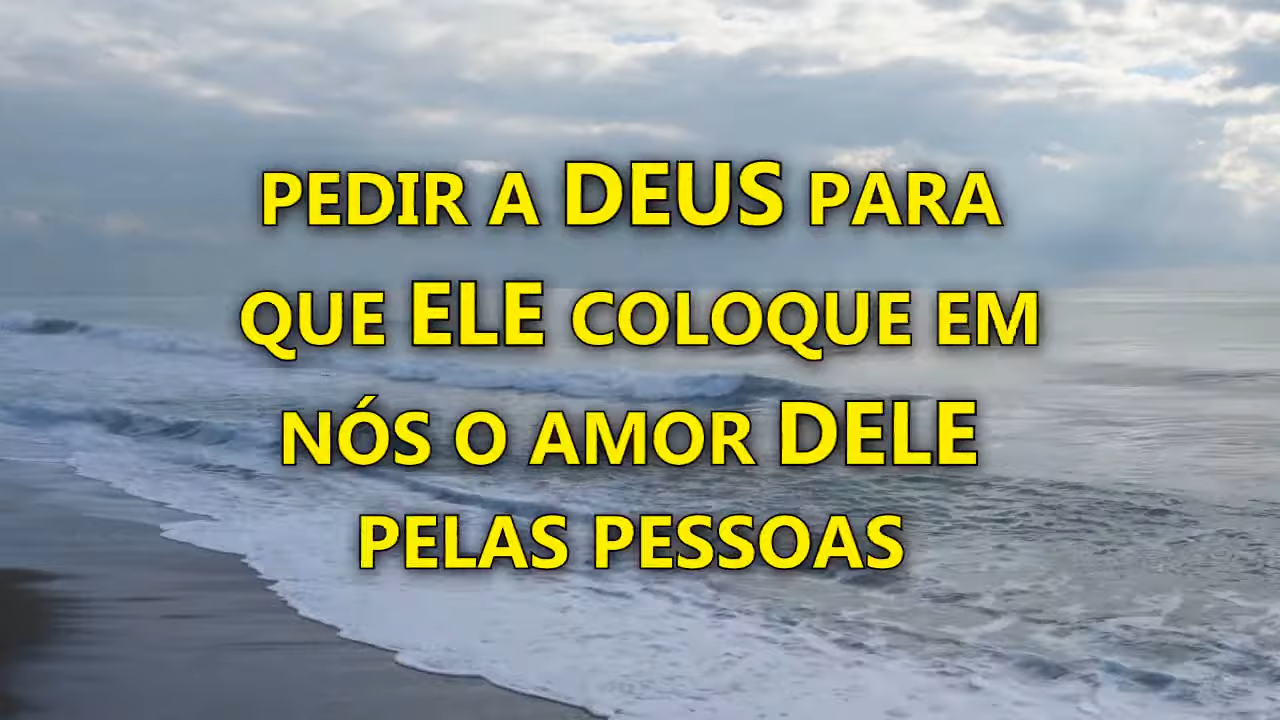 PEDIR A DEUS PARA
QUE ELE COLOQUE EM
NÓS O AMOR DELE
PELAS PESSOAS